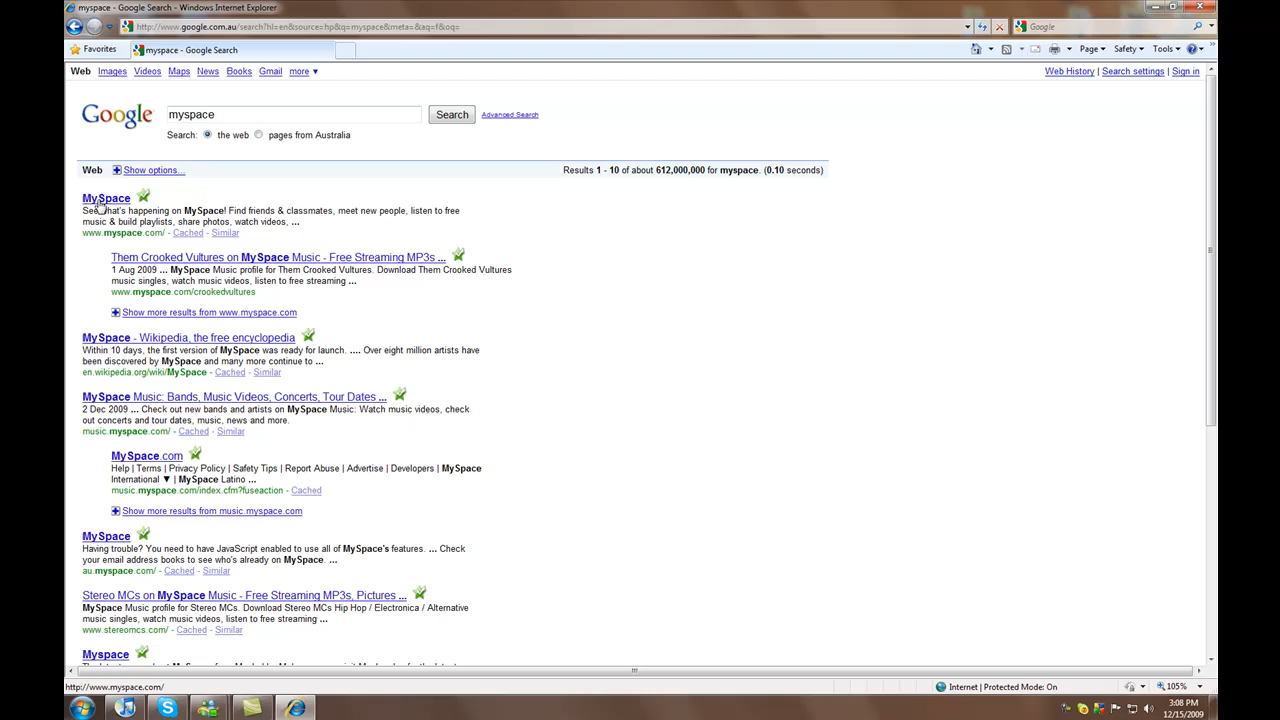 myspace - Google Search - Windows Internet Explorer
http://www.google.com.au/search?hl=en&source=hp&q=myspace&meta=&aq=f&oq=
Google
Favorites
myspace - Google Search
Page
Safety
Tools
Web Images Videos Maps News Books Gmail more ▼
Web History | Search settings | Sign in
Google
myspace
Search
Advanced Search
Search: the web pages from Australia
Web Show options...
Results 1 - 10 of about 612,000,000 for myspace. (0.10 seconds)
MySpace
See what's happening on MySpace! Find friends & classmates, meet new people, listen to free
music & build playlists, share photos, watch videos, ...
www.myspace.com/ - Cached - Similar
Them Crooked Vultures on MySpace Music - Free Streaming MP3s ...
1 Aug 2009 ... MySpace Music profile for Them Crooked Vultures. Download Them Crooked Vultures
music singles, watch music videos, listen to free streaming ...
www.myspace.com/crookedvultures
Show more results from www.myspace.com
MySpace - Wikipedia, the free encyclopedia
Within 10 days, the first version of MySpace was ready for launch. .... Over eight million artists have
been discovered by MySpace and many more continue to ...
en.wikipedia.org/wiki/MySpace - Cached - Similar
MySpace Music: Bands, Music Videos, Concerts, Tour Dates ...
2 Dec 2009 ... Check out new bands and artists on MySpace Music: Watch music videos, check
out concerts and tour dates, music, news and more.
music.myspace.com/ - Cached - Similar
MySpace.com
Help | Terms | Privacy Policy | Safety Tips | Report Abuse | Advertise | Developers | MySpace
International ▼ | MySpace Latino ...
music.myspace.com/index.cfm?fuseaction - Cached
Show more results from music.myspace.com
MySpace
Having trouble? You need to have JavaScript enabled to use all of MySpace's features. ... Check
your email address books to see who's already on MySpace. ...
au.myspace.com/ - Cached - Similar
Stereo MCs on MySpace Music - Free Streaming MP3s, Pictures ...
MySpace Music profile for Stereo MCs. Download Stereo MCs Hip Hop / Electronica / Alternative
music singles, watch music videos, listen to free streaming ...
www.stereomcs.com/ - Cached - Similar
Myspace
http://www.myspace.com/
Internet | Protected Mode: On
105%
3:08 PM
12/15/2009